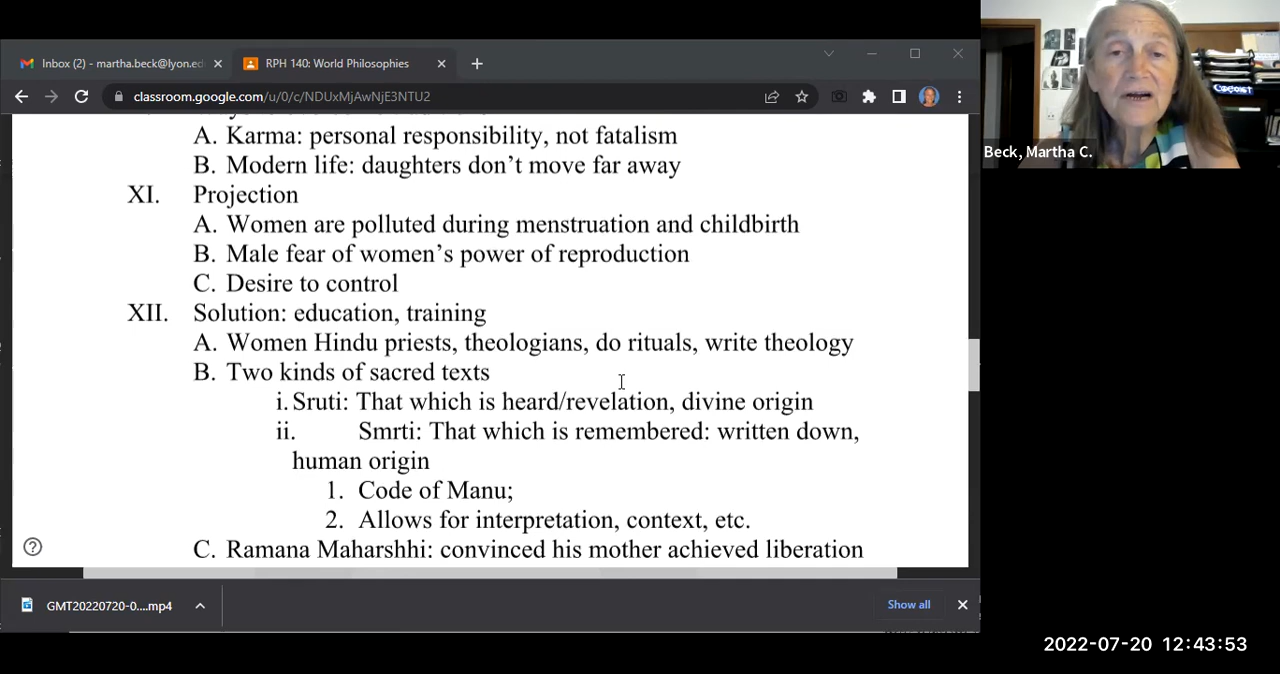 Inbox (2) - martha.beck@lyon.ed
RPH 140: World Philosophies
classroom.google.com/u/0/c/NDUxMjAwNjE3NTU2
Beck, Martha C.
A. Karma: personal responsibility, not fatalism
B. Modern life: daughters don’t move far away
XI. Projection
A. Women are polluted during menstruation and childbirth
B. Male fear of women’s power of reproduction
C. Desire to control
XII. Solution: education, training
A. Women Hindu priests, theologians, do rituals, write theology
B. Two kinds of sacred texts
i. Sruti: That which is heard/revelation, divine origin
ii. Smrti: That which is remembered: written down,
human origin
1. Code of Manu;
2. Allows for interpretation, context, etc.
C. Ramana Maharshhi: convinced his mother achieved liberation
GMT20220720-0....mp4
Show all
2022-07-20 12:43:53